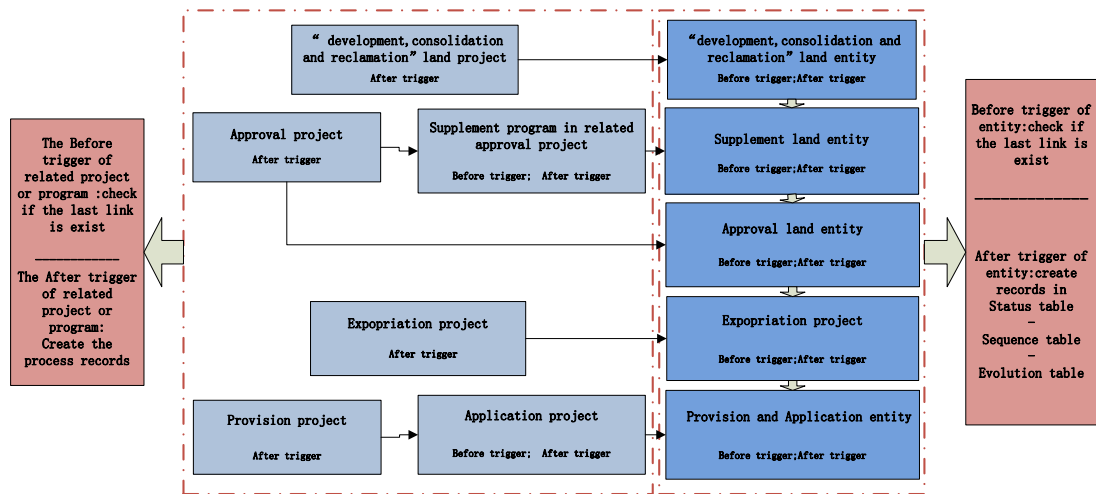 The Before
trigger of
related project
or program :check
if the last link
is exist
____________
The After trigger
of related
project or
program:
Create the
process records
“ development,consolidation
and reclamation” land project
After trigger
Approval project
After trigger
Supplement program in related
approval project
Before trigger; After trigger
Expopriation project
After trigger
Provision project
After trigger
Application project
Before trigger; After trigger
“development,consolidation and
reclamation” land entity
Before trigger;After trigger
Supplement land entity
Before trigger;After trigger
Approval land entity
Before trigger;After trigger
Expopriation project
Before trigger;After trigger
Provision and Application entity
Before trigger;After trigger
Before trigger of
entity:check if
the last link is
exist
_____________
After trigger of
entity:create
records in
Status table
–
Sequence table
–
Evolution table